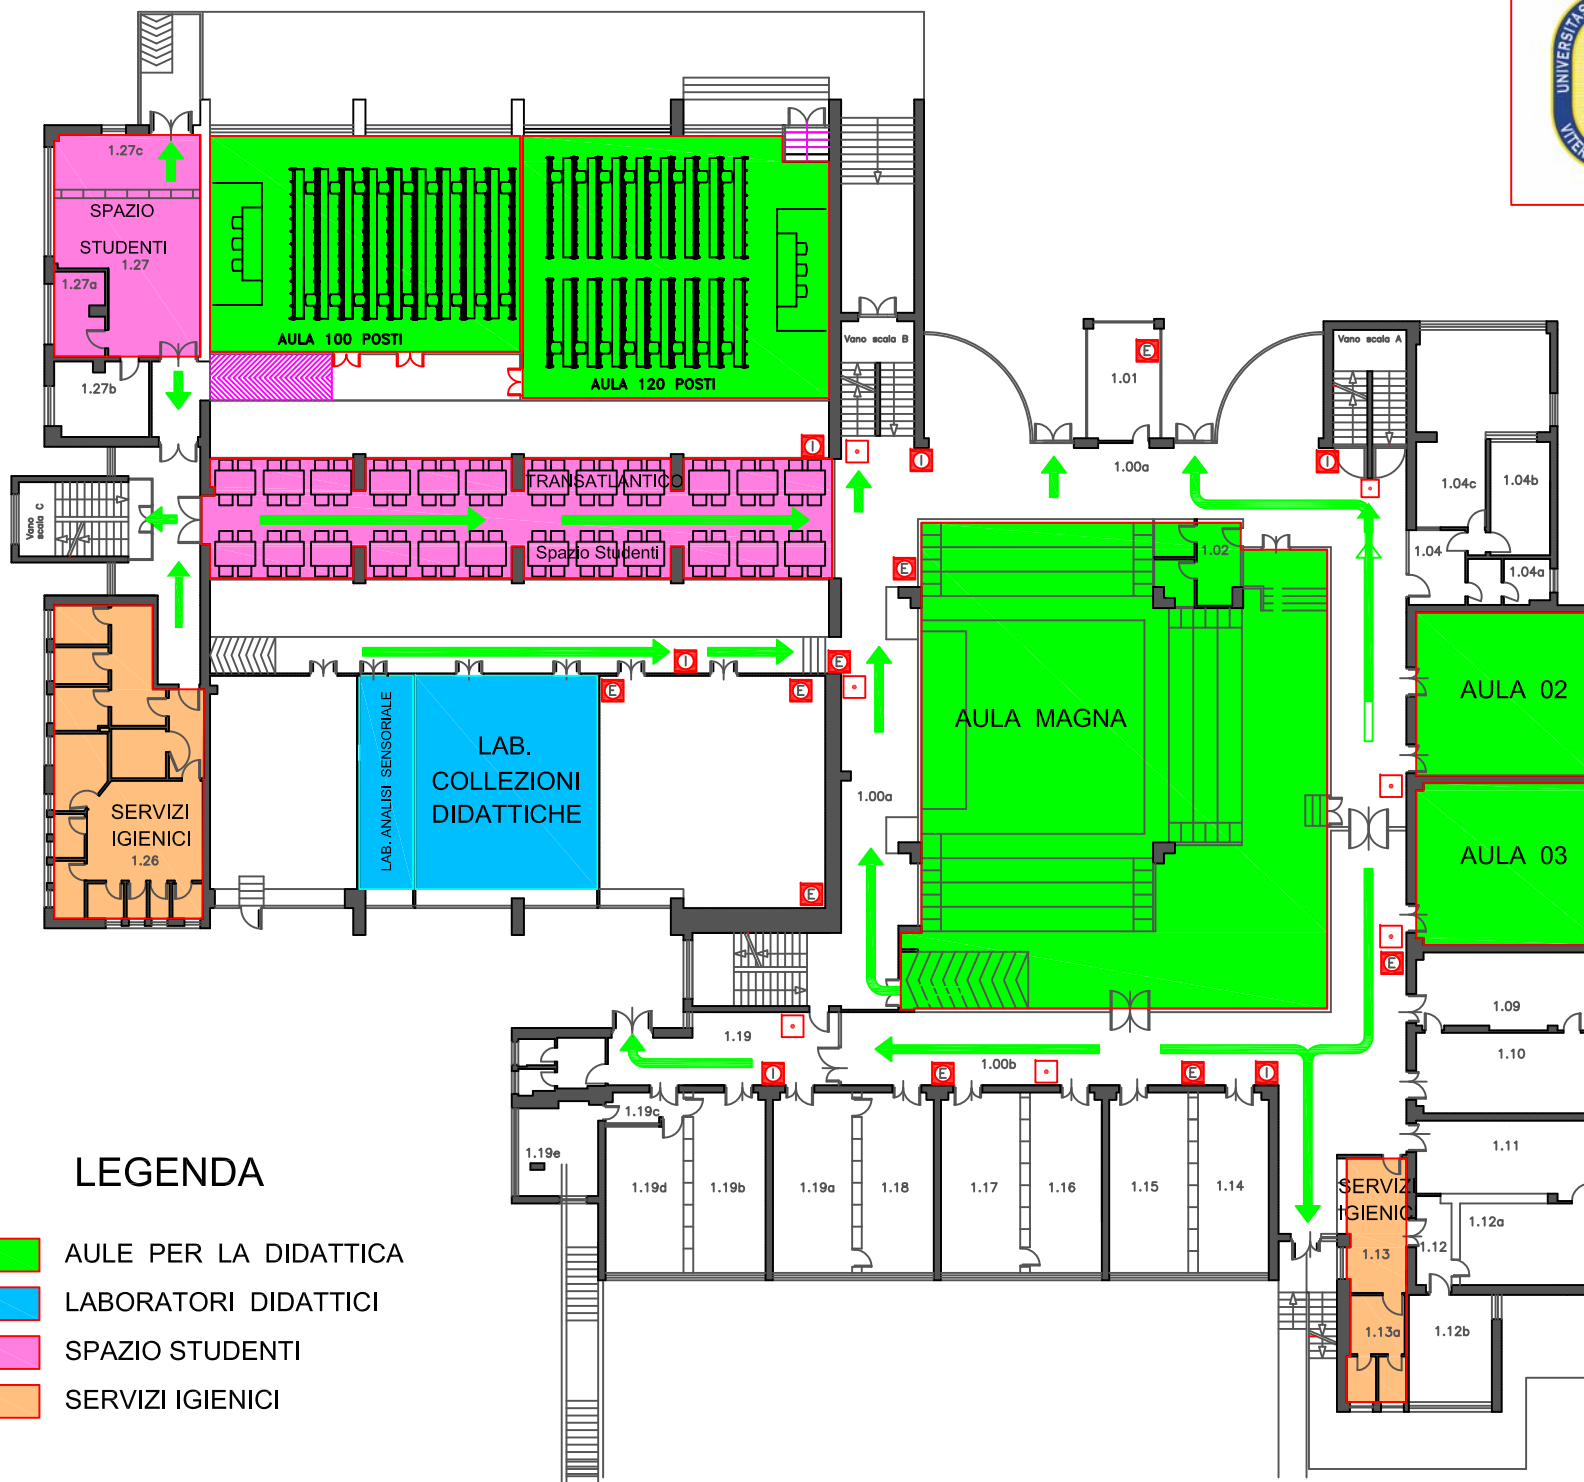 UNIVERSITAS
VITER
1.27c
SPAZIO
STUDENTI
1.27
1.27a
1.27b
AULA 100 POSTI
AULA 120 POSTI
Vano scala B
Vano scala A
E
1.01
1.00a
I
I
I
1.04c
1.04b
1.04
1.04a
TRANSATLANTICO
Spazio Studenti
Vano
scala C
E
1.02
AULA MAGNA
AULA 02
AULA 03
I
E
E
E
E
LAB. ANALISI SENSORIALE
LAB.
COLLEZIONI
DIDATTICHE
1.00a
SERVIZI
IGIENICI
1.26
E
1.09
1.10
1.19
1.00b
I
E
E
I
1.19c
1.19e
1.19d
1.19b
1.19a
1.18
1.17
1.16
1.15
1.14
1.11
SERVIZI
IGIENIC
1.13
1.12
1.12a
1.13a
1.12b
LEGENDA
AULE PER LA DIDATTICA
LABORATORI DIDATTICI
SPAZIO STUDENTI
SERVIZI IGIENICI